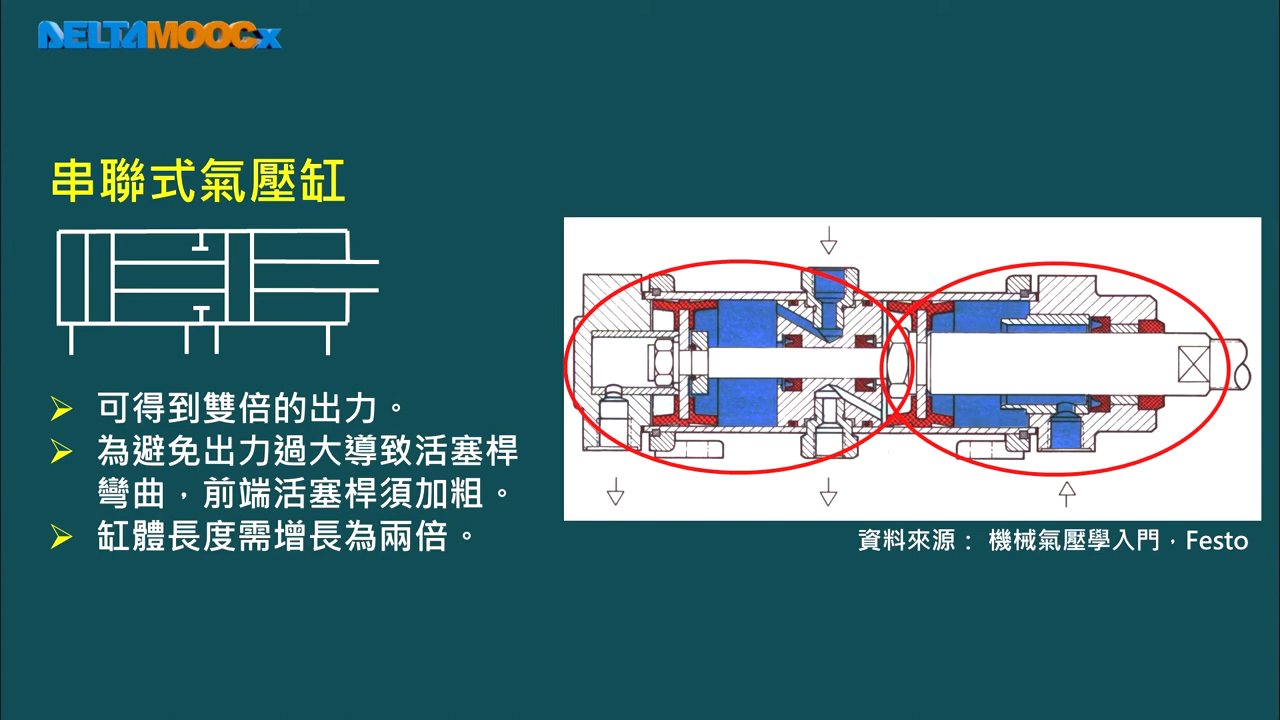 DELTAMOOCx
串聯式氣壓缸
可得到雙倍的出力。
為避免出力過大導致活塞桿
彎曲，前端活塞桿須加粗。
缸體長度需增長為兩倍。
資料來源： 機械氣壓學入門，Festo